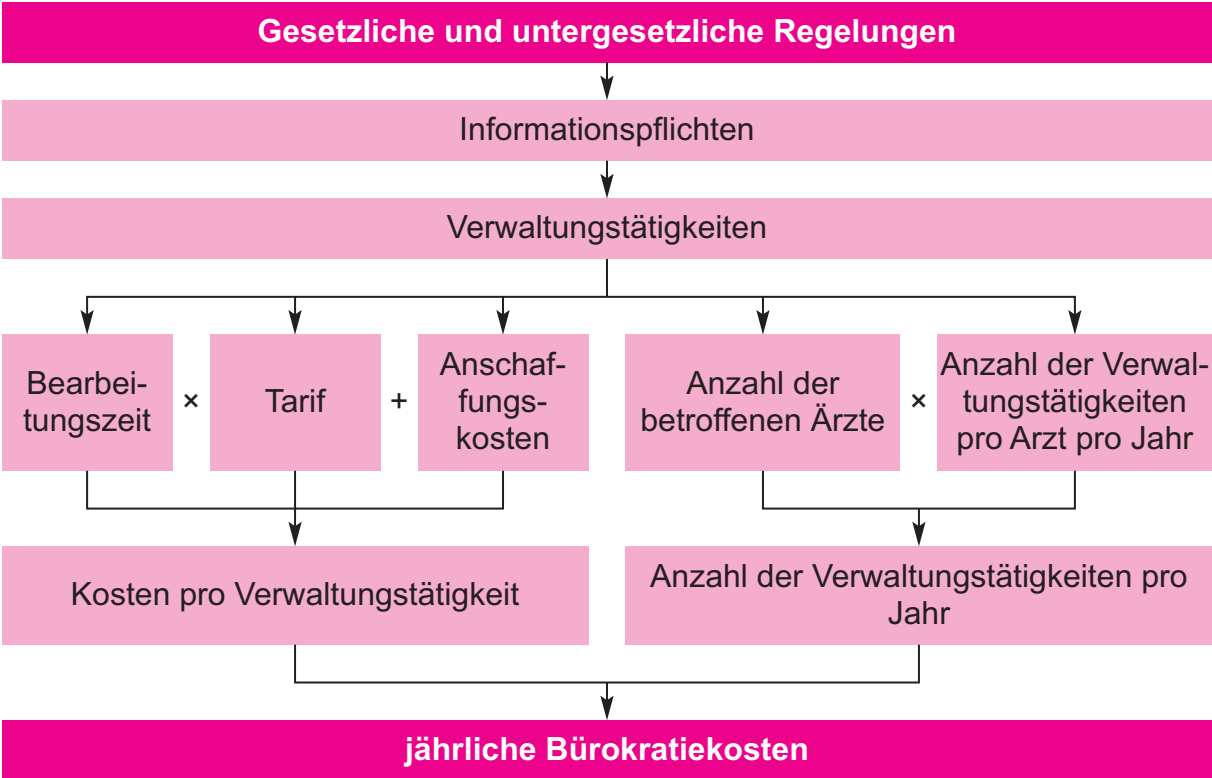 Gesetzliche und untergesetzliche Regelungen
Informationspflichten
Verwaltungstätigkeiten
Bearbei-
tungszeit
×
Tarif
+
Anschaf-
fungs-
kosten
Anzahl der
betroffenen Ärzte
×
Anzahl der Verwal-
tungstätigkeiten
pro Arzt pro Jahr
Kosten pro Verwaltungstätigkeit
Anzahl der Verwaltungstätigkeiten pro
Jahr
jährliche Bürokratiekosten